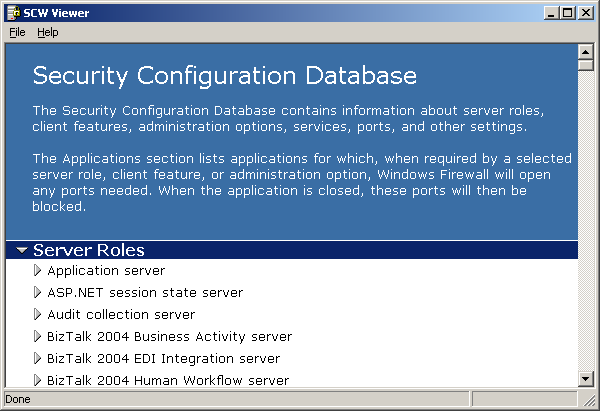 SCW Viewer
File Help
Security Configuration Database
The Security Configuration Database contains information about server roles,
client features, administration options, services, ports, and other settings.
The Applications section lists applications for which, when required by a selected
server role, client feature, or administration option, Windows Firewall will open
any ports needed. When the application is closed, these ports will then be
blocked.
Server Roles
Application server
ASP.NET session state server
Audit collection server
BizTalk 2004 Business Activity server
BizTalk 2004 EDI Integration server
BizTalk 2004 Human Workflow server
Done